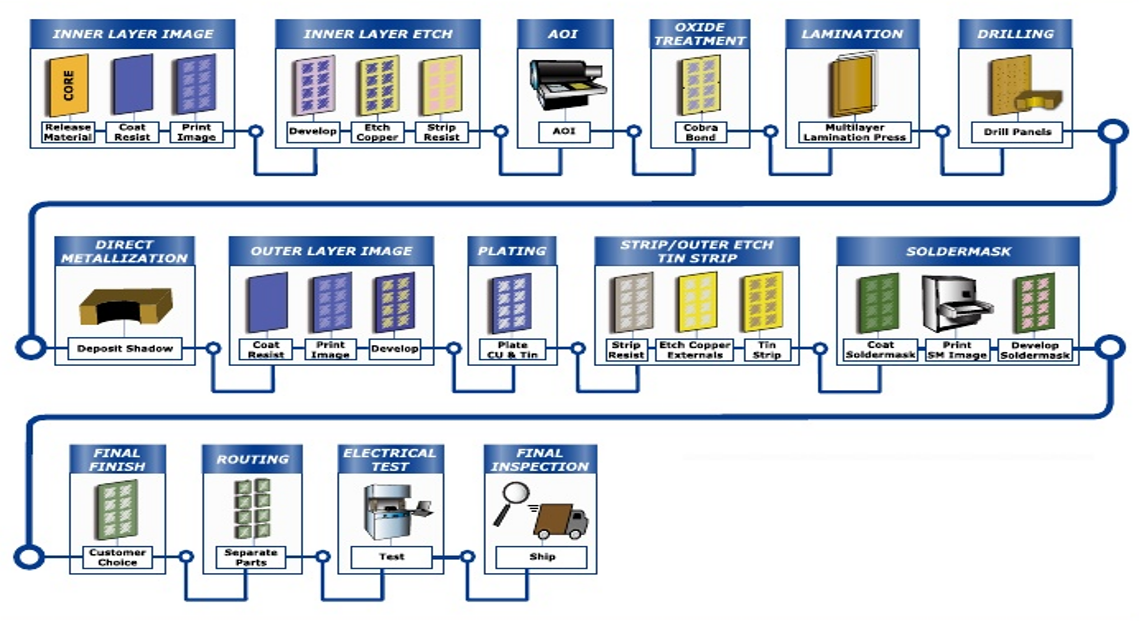 INNER LAYER IMAGE
CORE
Release
Material
Coat
Resist
Print
Image
INNER LAYER ETCH
Develop
Etch
Copper
Strip
Resist
AOI
AOI
OXIDE
TREATMENT
Cobra
Bond
LAMINATION
Multilayer
Lamination Press
DRILLING
Drill Panels
DIRECT
METALLIZATION
Deposit Shadow
OUTER LAYER IMAGE
Coat
Resist
Print
Image
Develop
PLATING
Plate
CU & Tin
STRIP/OUTER ETCH
TIN STRIP
Strip
Resist
Etch Copper
Externals
Tin
Strip
SOLDERMASK
Coat
Soldermask
Print
SM Image
Develop
Soldermask
FINAL
FINISH
Customer
Choice
ROUTING
Separate
Parts
ELECTRICAL
TEST
Test
FINAL
INSPECTION
Ship